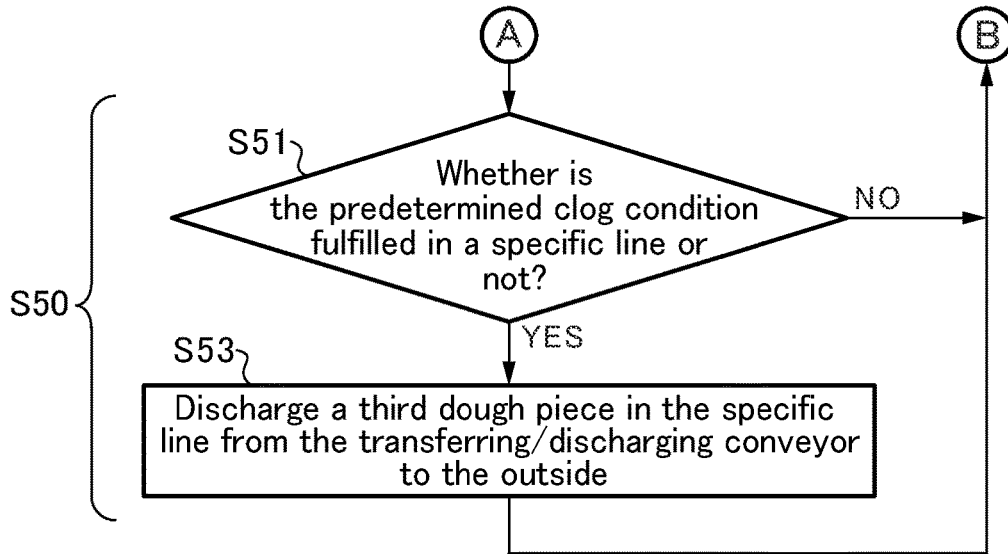 A
B
S51
Whether is
the predetermined clog condition
fulfilled in a specific line or
not?
NO
S50
YES
S53
Discharge a third dough piece in the specific
line from the transferring/discharging conveyor
to the outside